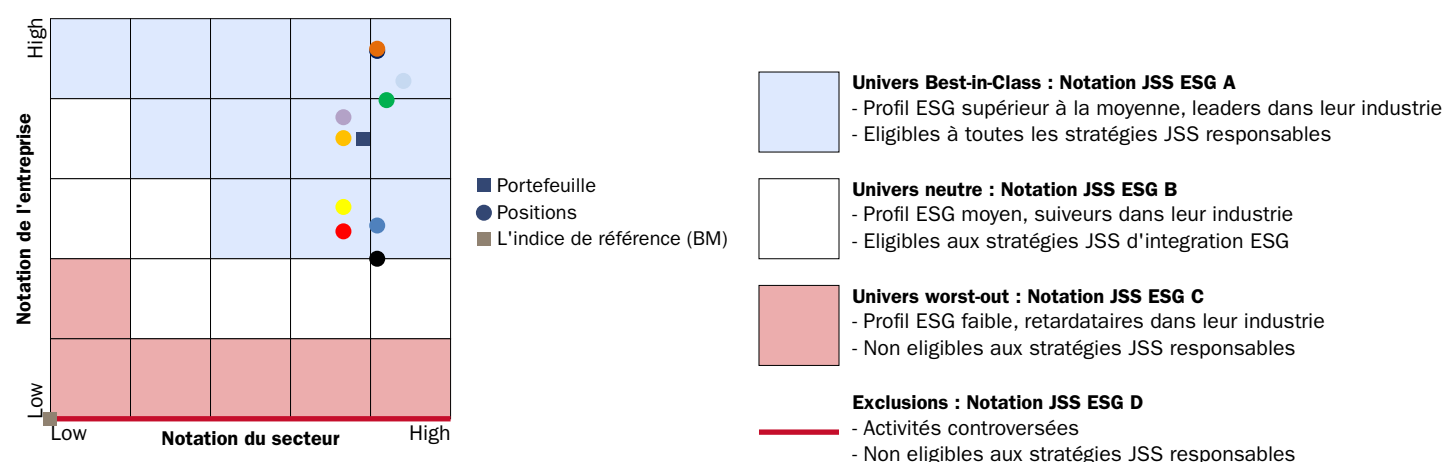 High
Notation de l'entreprise
Low
Low
Notation du secteur
High
Portefeuille
Positions
L'indice de référence (BM)
Univers Best-in-Class : Notation JSS ESG A
- Profil ESG supérieur à la moyenne, leaders dans leur industrie
- Eligibles à toutes les stratégies JSS responsables
Univers neutre : Notation JSS ESG B
- Profil ESG moyen, suiveurs dans leur industrie
- Eligibles aux stratégies JSS d'integration ESG
Univers worst-out : Notation JSS ESG C
- Profil ESG faible, retardataires dans leur industrie
- Non eligibles aux stratégies JSS responsables
Exclusions : Notation JSS ESG D
- Activités controversées
- Non eligibles aux stratégies JSS responsables